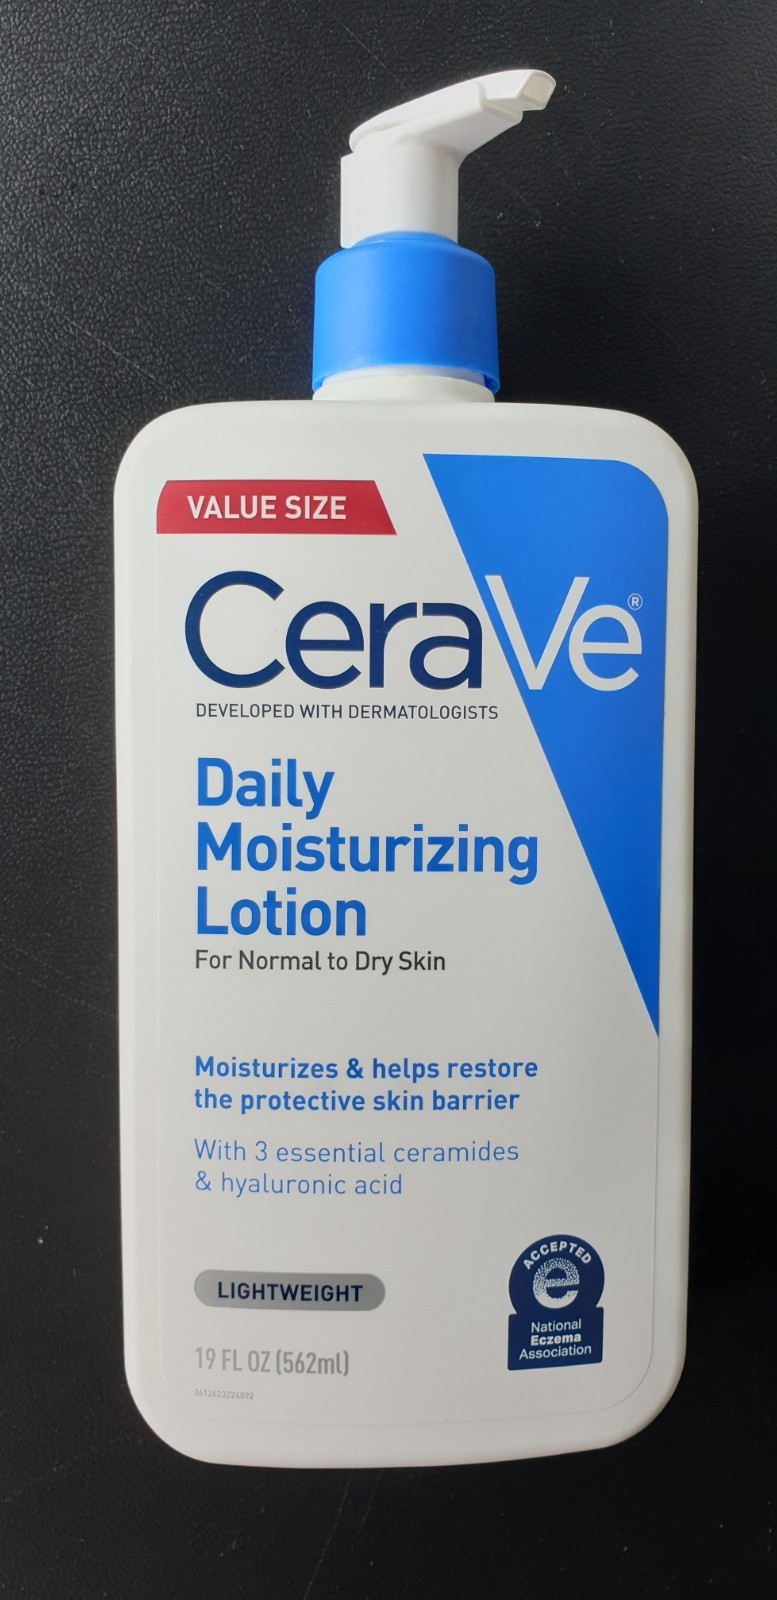 VALUE SIZE
CeraVe®
DEVELOPED WITH DERMATOLOGISTS
Daily
Moisturizing
Lotion
For Normal to Dry Skin
Moisturizes & helps restore
the protective skin barrier
With 3 essential ceramides
& hyaluronic acid
LIGHTWEIGHT
19 FL OZ (562ml)
ACCEPTED
e
National
Eczema
Association